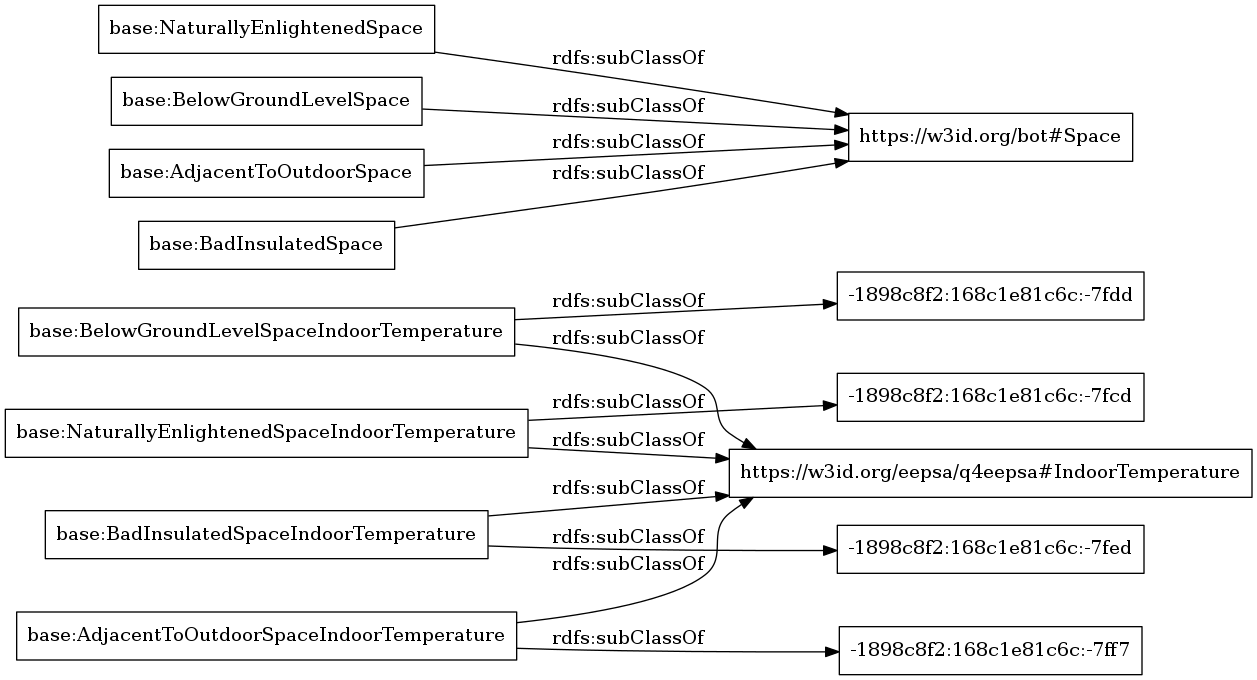 base:NaturallyEnlightenedSpace
rdfs:subClassOf
base:BelowGroundLevelSpace
rdfs:subClassOf
https://w3id.org/bot#Space
base:AdjacentToOutdoorSpace
rdfs:subClassOf
rdfs:subClassOf
base:BadInsulatedSpace
rdfs:subClassOf
-1898c8f2:168c1e81c6c:-7fdd
base:BelowGroundLevelSpaceIndoorTemperature
rdfs:subClassOf
rdfs:subClassOf
-1898c8f2:168c1e81c6c:-7fcd
base:NaturallyEnlightenedSpaceIndoorTemperature
rdfs:subClassOf
https://w3id.org/eepsa/q4eepsa#IndoorTemperature
rdfs:subClassOf
base:BadInsulatedSpaceIndoorTemperature
rdfs:subClassOf
-1898c8f2:168c1e81c6c:-7fed
rdfs:subClassOf
base:AdjacentToOutdoorSpaceIndoorTemperature
rdfs:subClassOf
-1898c8f2:168c1e81c6c:-7ff7